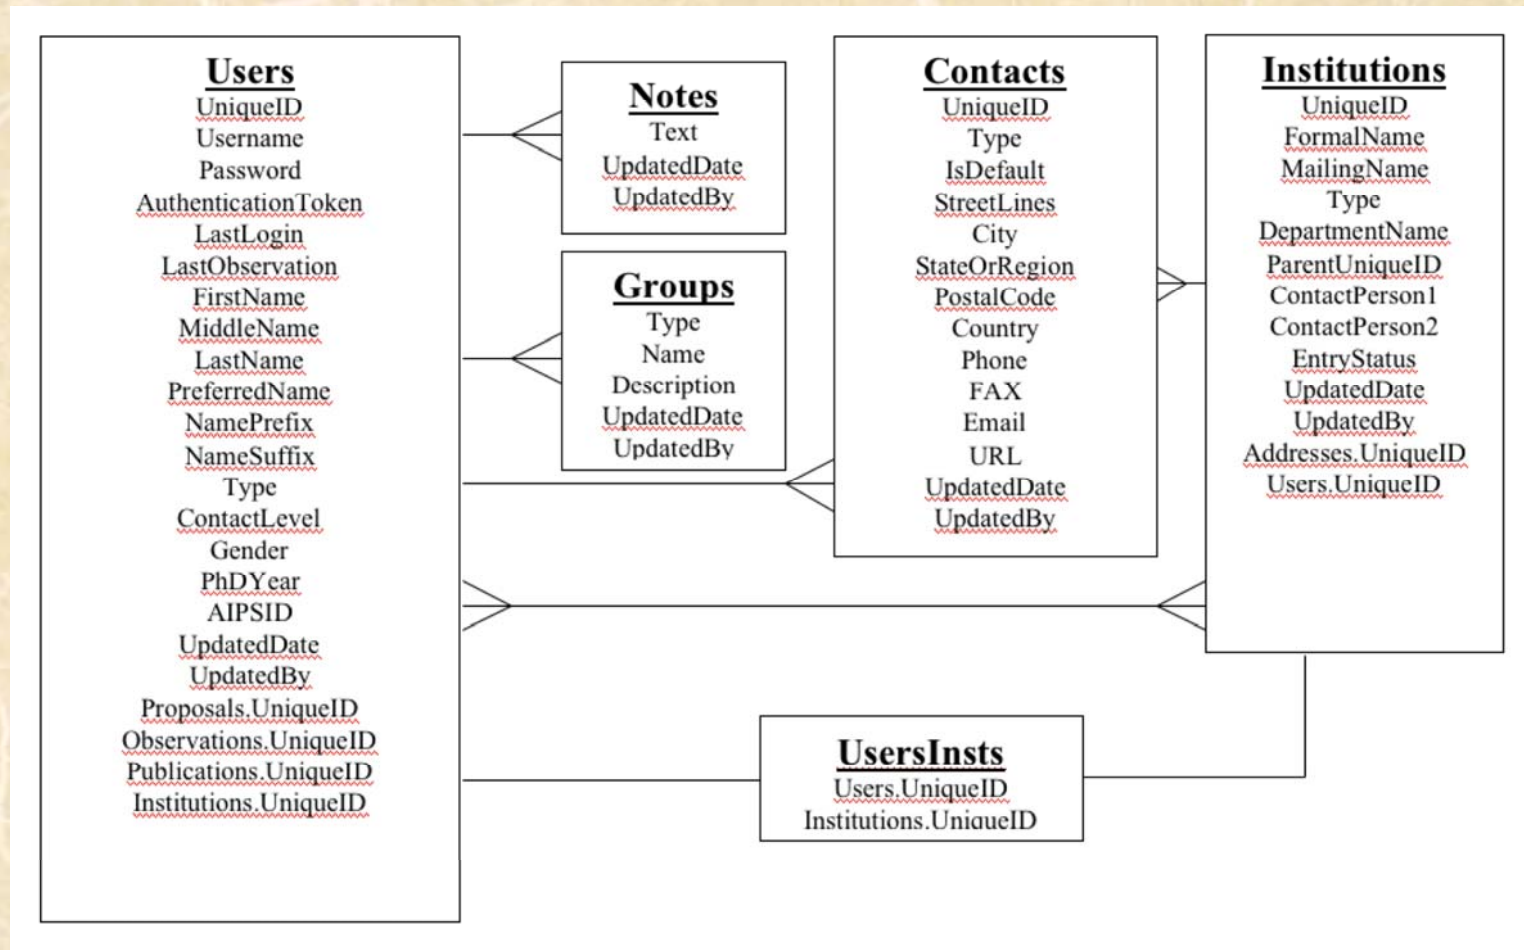 Users
UniqueID
Username
Password
AuthenticationToken
LastLogin
LastObservation
FirstName
MiddleName
LastName
PreferredName
NamePrefix
NameSuffix
Type
ContactLevel
Gender
PhDYear
AIPSID
UpdatedDate
UpdatedBy
Proposals.UniqueID
Observations.UniqueID
Publications.UniqueID
Institutions.UniqueID
Notes
Text
UpdatedDate
UpdatedBy
Groups
Type
Name
Description
UpdatedDate
UpdatedBy
Contacts
UniqueID
Type
IsDefault
StreetLines
City
StateOrRegion
PostalCode
Country
Phone
FAX
Email
URL
UpdatedDate
UpdatedBy
Institutions
UniqueID
FormalName
MailingName
Type
DepartmentName
ParentUniqueID
ContactPerson1
ContactPerson2
EntryStatus
UpdatedDate
UpdatedBy
Addresses.UniqueID
Users.UniqueID
UsersInsts
Users.UniqueID
Institutions.UniqueID